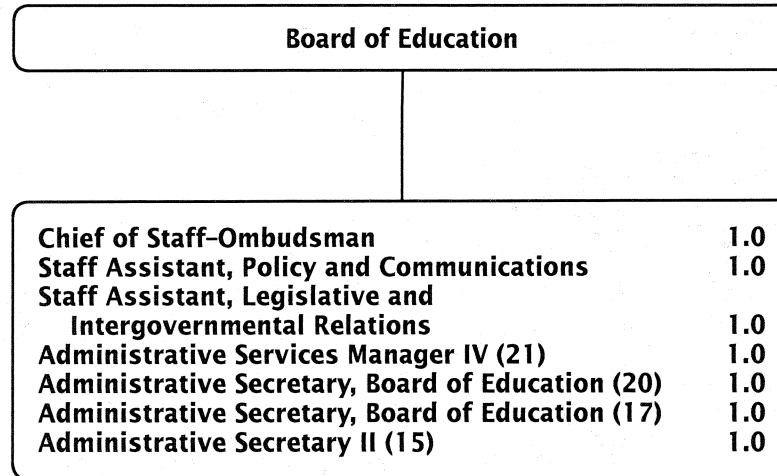 Board of Education
Chief of Staff–Ombudsman 1.0
Staff Assistant, Policy and Communications 1.0
Staff Assistant, Legislative and
Intergovernmental Relations 1.0
Administrative Services Manager IV (21) 1.0
Administrative Secretary, Board of Education (20) 1.0
Administrative Secretary, Board of Education (17) 1.0
Administrative Secretary II (15) 1.0